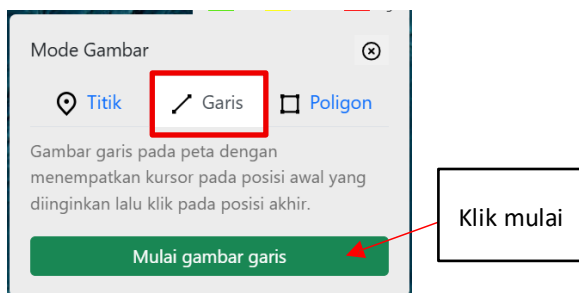 Mode Gambar
Titik
Garis
Poligon
Gambar garis pada peta dengan
menempatkan kursor pada posisi awal yang
diinginkan lalu klik pada posisi akhir.
Mulai gambar garis
Klik mulai